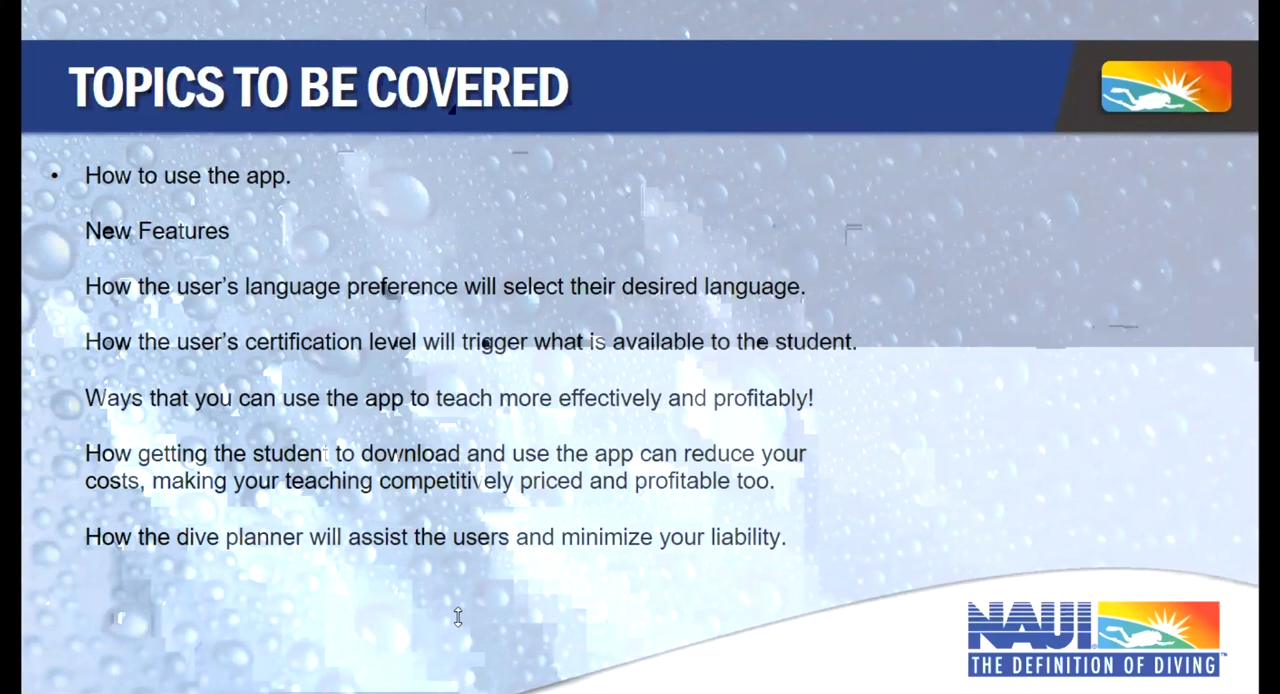 TOPICS TO BE COVERED
• How to use the app.
New Features
How the user's language preference will select their desired language.
How the user's certification level will trigger what is available to the student.
Ways that you can use the app to teach more effectively and profitably!
How getting the student to download and use the app can reduce your
costs, making your teaching competitively priced and profitable too.
How the dive planner will assist the users and minimize your liability.
NAUI
THE DEFINITION OF DIVING™